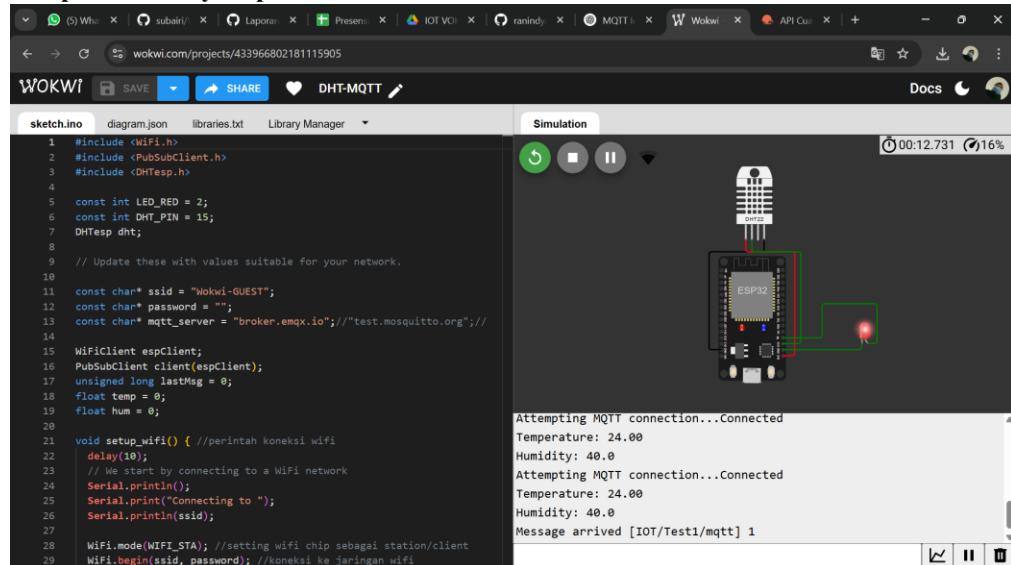 (5) Wha
subairi/
Laporan
Presens
IOT VOI
ranindy
MQTT I
Wokwi -
API Cua
wokwi.com/projects/433966802181115905
WOKWI
SAVE
SHARE
DHT-MQTT
Docs
sketch.ino
diagram.json
libraries.txt
Library Manager
Simulation
1 #include <WiFi.h>
2 #include <PubSubClient.h>
3 #include <DHTesp.h>
4
5 const int LED_RED = 2;
6 const int DHT_PIN = 15;
7 DHTesp dht;
8
9 // Update these with values suitable for your network.
10
11 const char* ssid = "Wokwi-GUEST";
12 const char* password = "";
13 const char* mqtt_server = "broker.emqx.io";//"test.mosquitto.org";//
14
15 WiFiClient espClient;
16 PubSubClient client(espClient);
17 unsigned long lastMsg = 0;
18 float temp = 0;
19 float hum = 0;
20
21 void setup_wifi() { //perintah koneksi wifi
22 delay(10);
23 // We start by connecting to a WiFi network
24 Serial.println();
25 Serial.print("Connecting to ");
26 Serial.println(ssid);
27
28 WiFi.mode(WIFI_STA); //setting wifi chip sebagai station/client
29 WiFi.begin(ssid, password); //koneksi ke jaringan wifi
00:12.731 16%
DHT22
ESP32
Attempting MQTT connection...Connected
Temperature: 24.00
Humidity: 40.0
Attempting MQTT connection...Connected
Temperature: 24.00
Humidity: 40.0
Message arrived [IOT/Test1/mqtt] 1